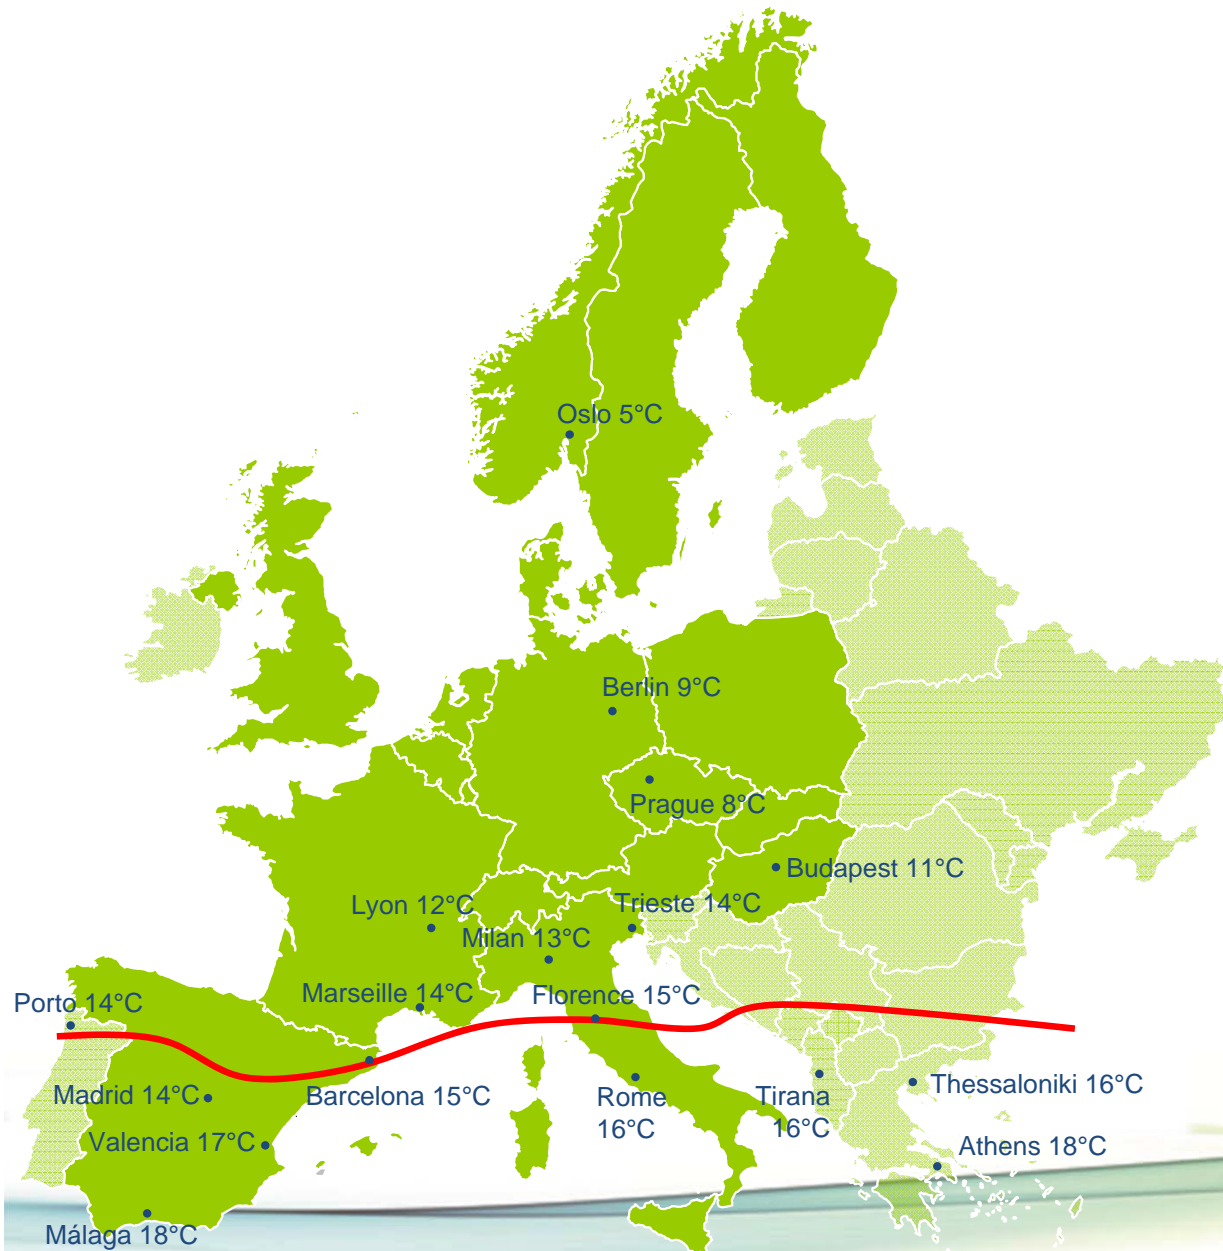 Oslo 5°C
Berlin 9°C
Prague 8°C
Budapest 11°C
Lyon 12°C
Trieste 14°C
Milan 13°C
Marseille 14°C
Florence 15°C
Porto 14°C
Madrid 14°C
Barcelona 15°C
Rome
16°C
Tirana
16°C
Thessaloniki 16°C
Valencia 17°C
Athens 18°C
Málaga 18°C